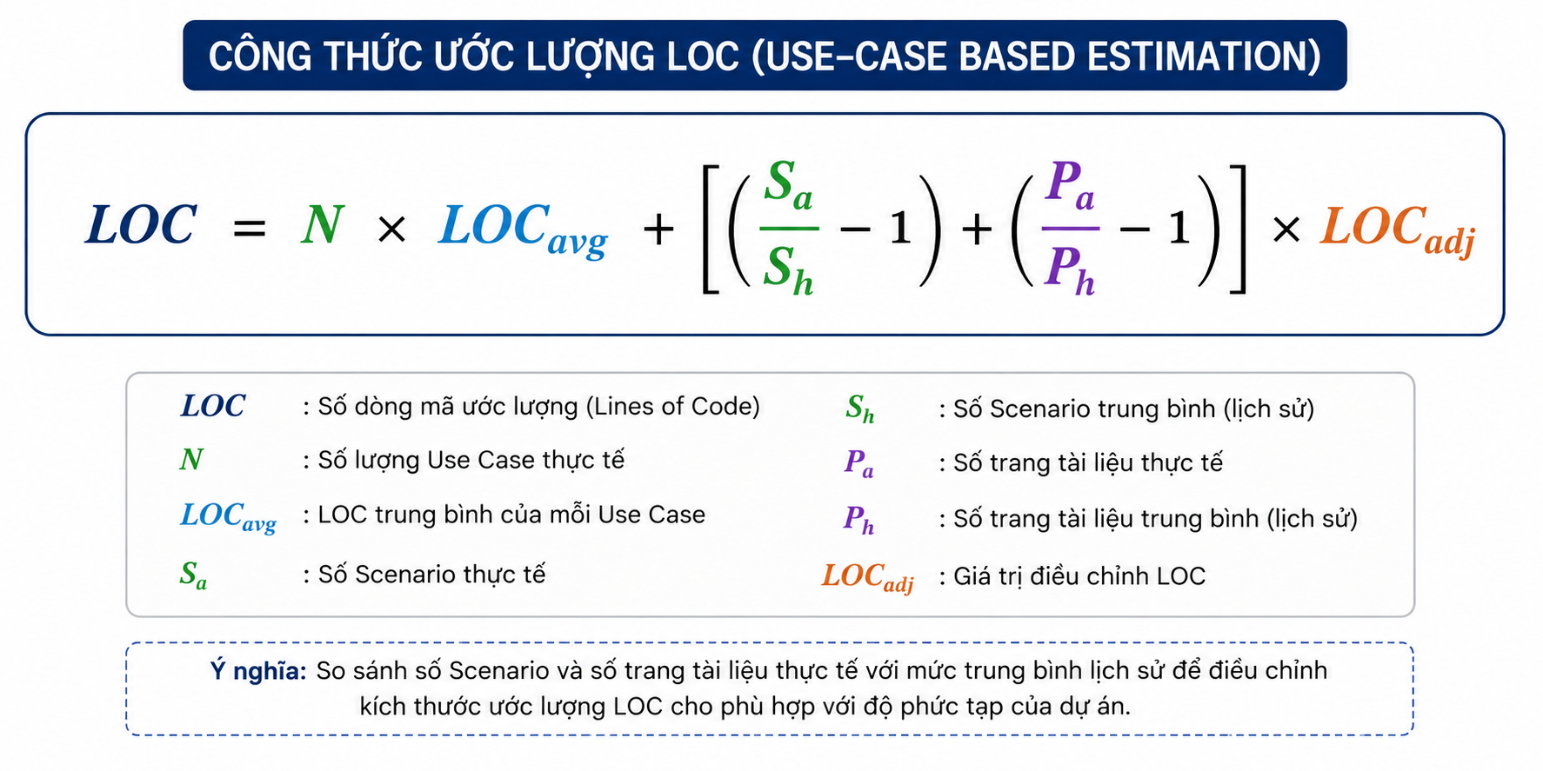 CÔNG THỨC ƯỚC LƯỢNG LOC (USE-CASE BASED ESTIMATION)
LOC = N × LOC_avg + [(S_a/S_h − 1) + (P_a/P_h − 1)] × LOC_adj
LOC : Số dòng mã ước lượng (Lines of Code)
N : Số lượng Use Case thực tế
LOC_avg : LOC trung bình của mỗi Use Case
S_a : Số Scenario thực tế
S_h : Số Scenario trung bình (lịch sử)
P_a : Số trang tài liệu thực tế
P_h : Số trang tài liệu trung bình (lịch sử)
LOC_adj : Giá trị điều chỉnh LOC
Ý nghĩa: So sánh số Scenario và số trang tài liệu thực tế với mức trung bình lịch sử để điều chỉnh
kích thước ước lượng LOC cho phù hợp với độ phức tạp của dự án.